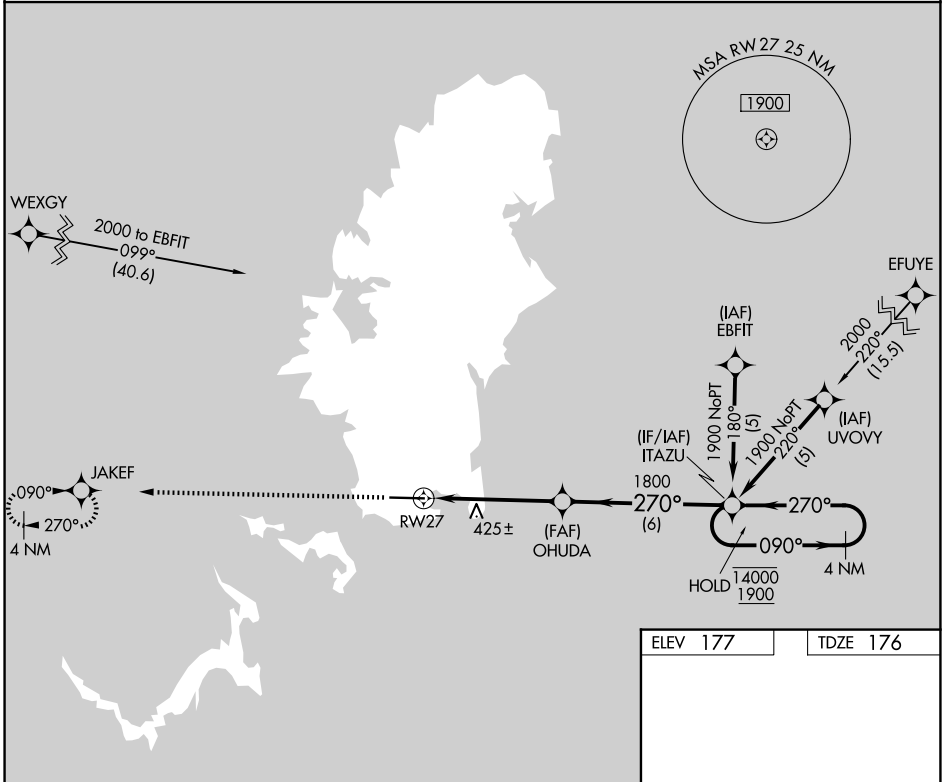 MSA RW 27 25 NM
1900
WEXGY
2000 to EBFIT
099°
(40.6)
EFUYE
2000
220°
(15.5)
(IAF)
EBFIT
1900 NoPT
180°
(5)
(IAF)
UVOVY
1900 NoPT
220°
(5)
(IF/IAF)
ITAZU
JAKEF
090°
270°
4 NM
RW27
425±
(FAF)
OHUDA
1800
270°
(6)
270°
090°
4 NM
HOLD 14000
1900
ELEV 177
TDZE 176